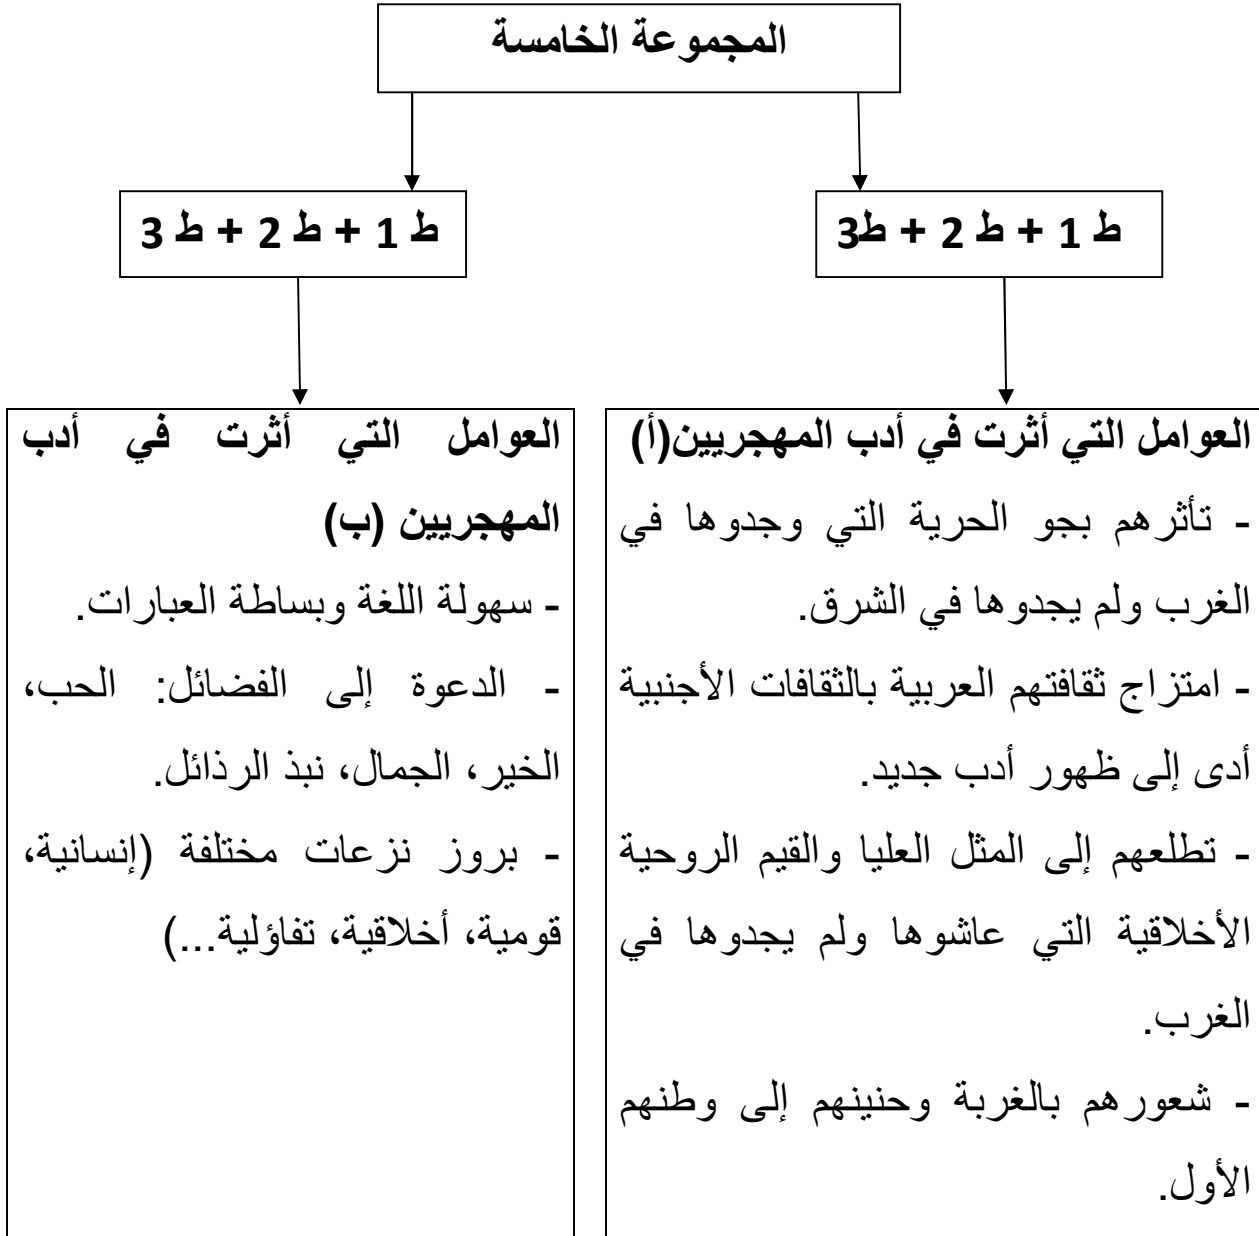 المجموعة الخامسة
ط 1 + ط 2 + ط3
ط 1 + ط 2 + ط 3
العوامل التي أثرت في أدب المهجريين(أ)
- تأثرهم بجو الحرية التي وجدوها في
الغرب ولم يجدوها في الشرق.
- امتزاج ثقافتهم العربية بالثقافات الأجنبية
أدى إلى ظهور أدب جديد.
- تطلعهم إلى المثل العليا والقيم الروحية
الأخلاقية التي عاشوها ولم يجدوها في
الغرب.
- شعورهم بالغربة وحنينهم إلى وطنهم
الأول.
العوامل التي أثرت في أدب
المهجريين (ب)
- سهولة اللغة وبساطة العبارات.
- الدعوة إلى الفضائل: الحب،
الخير، الجمال، نبذ الرذائل.
- بروز نزعات مختلفة (إنسانية،
قومية، أخلاقية، تفاؤلية...)